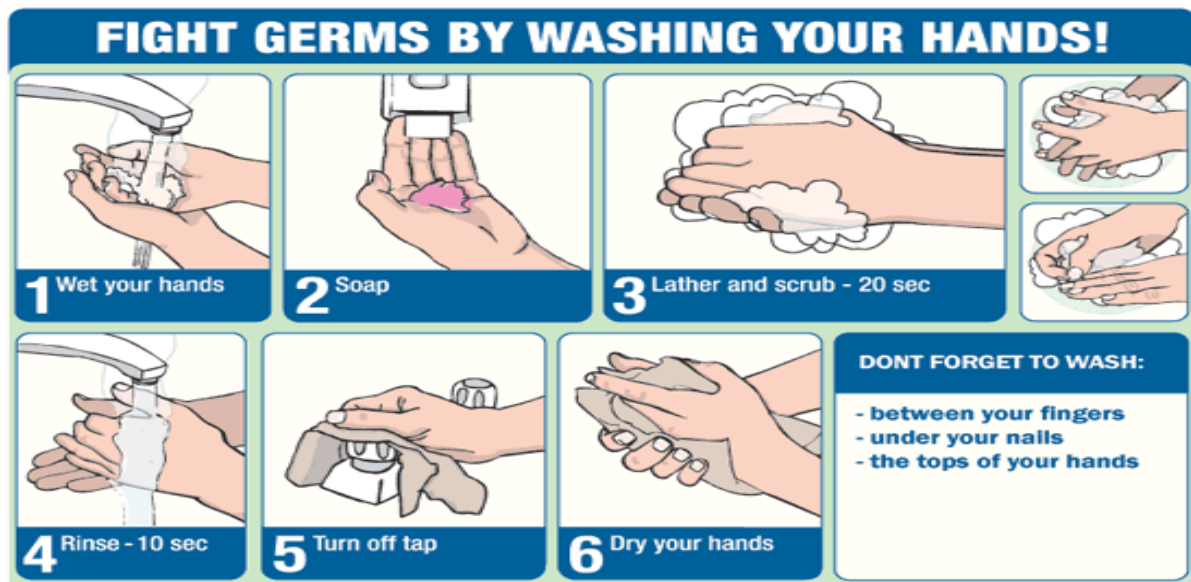 FIGHT GERMS BY WASHING YOUR HANDS!
1 Wet your hands
2 Soap
3 Lather and scrub - 20 sec
4 Rinse - 10 sec
5 Turn off tap
6 Dry your hands
DONT FORGET TO WASH:
- between your fingers
- under your nails
- the tops of your hands